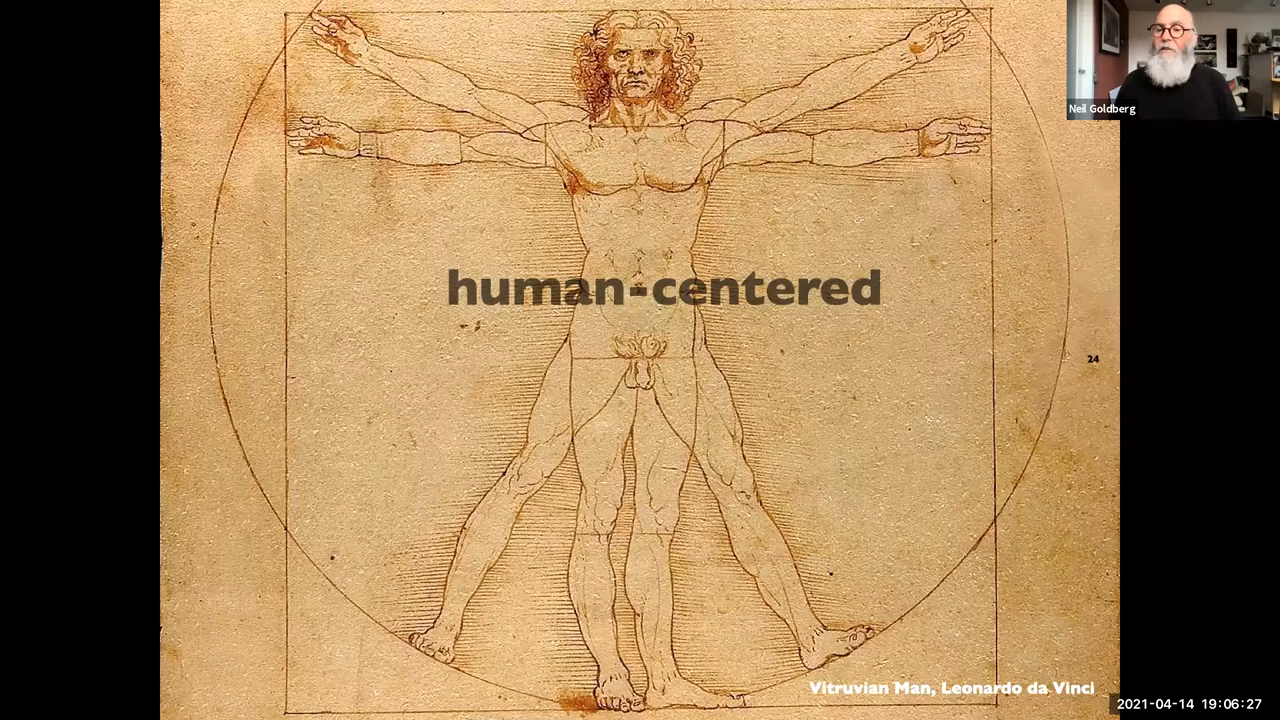 Neil Goldberg
human-centered
24
Vitruvian Man, Leonardo da Vinci
2021-04-14 19:06:27